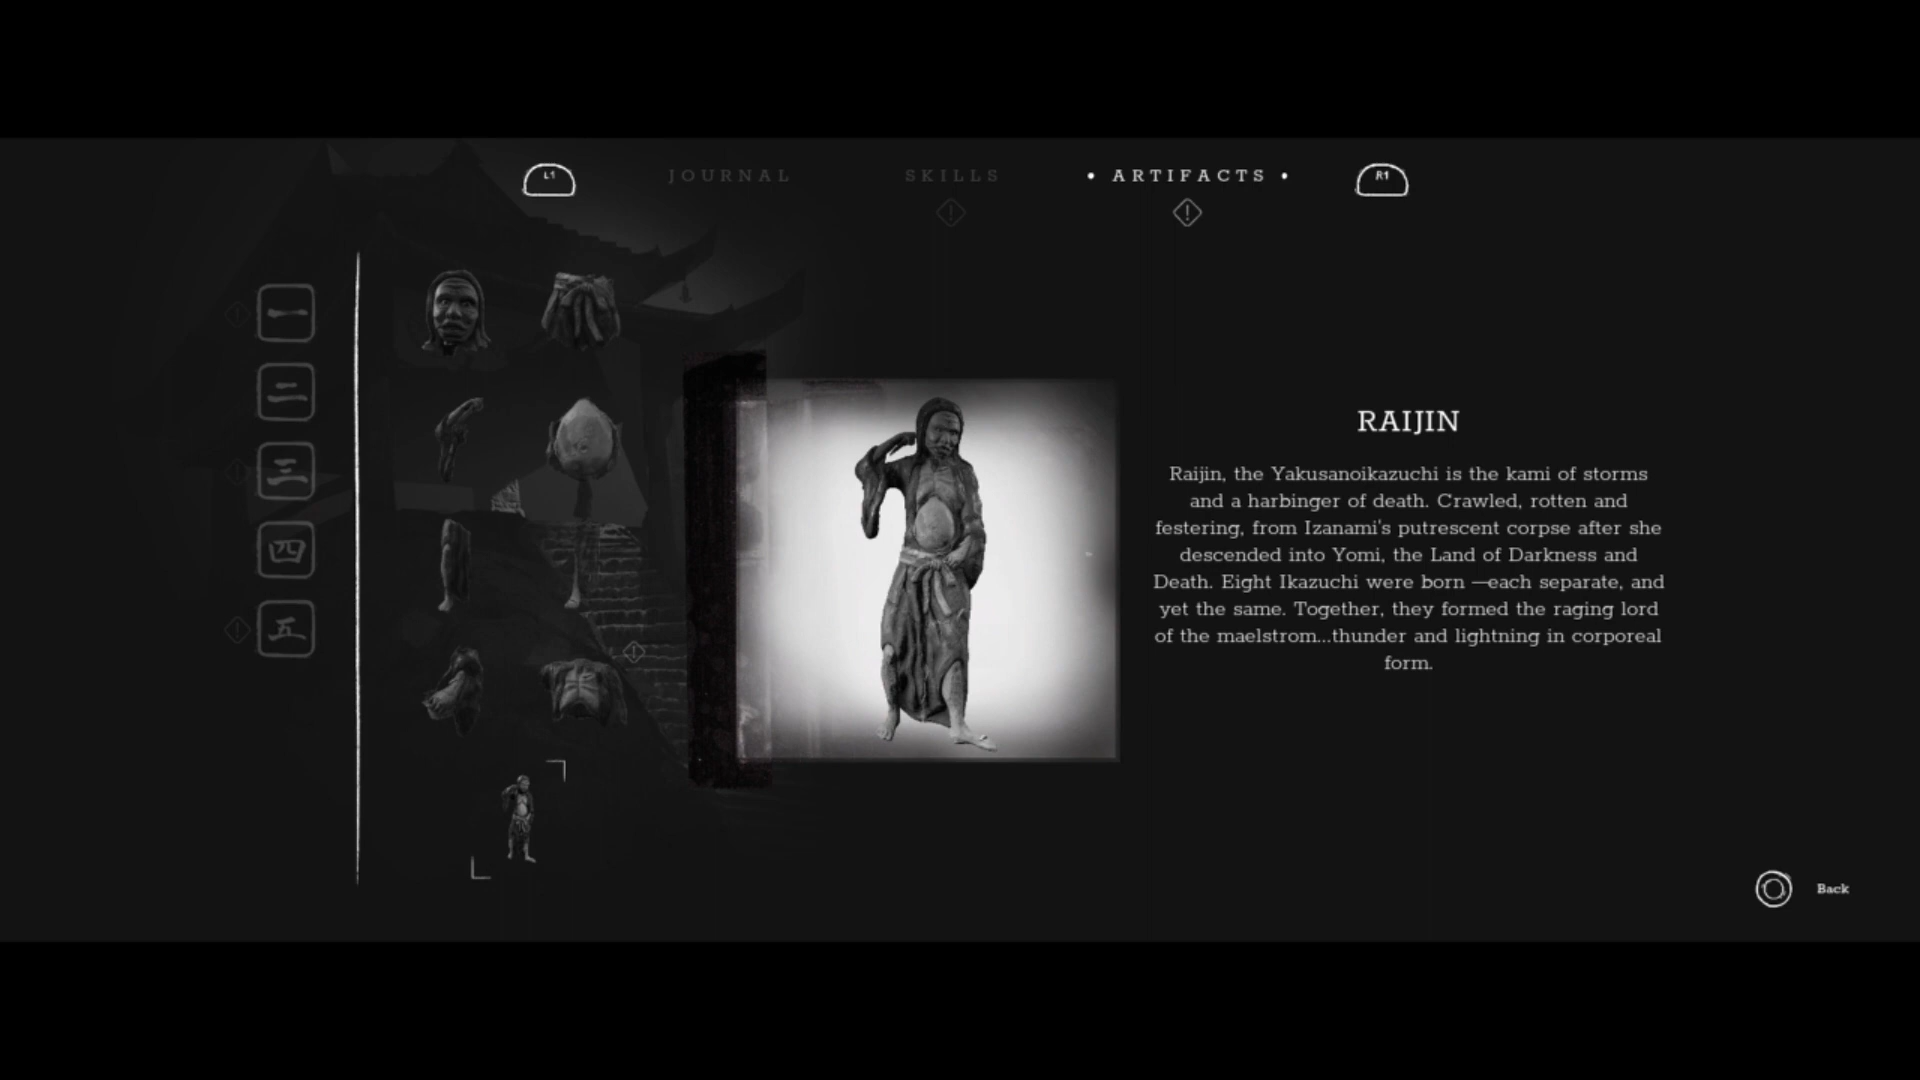 L1
JOURNAL
SKILLS
• ARTIFACTS •
R1
!
!
一
二
三
四
五
RAIJIN
Raijin, the Yakusanoikazuchi is the kami of storms
and a harbinger of death. Crawled, rotten and
festering, from Izanami's putrescent corpse after she
descended into Yomi, the Land of Darkness and
Death. Eight Ikazuchi were born —each separate, and
yet the same. Together, they formed the raging lord
of the maelstrom...thunder and lightning in corporeal
form.
Back